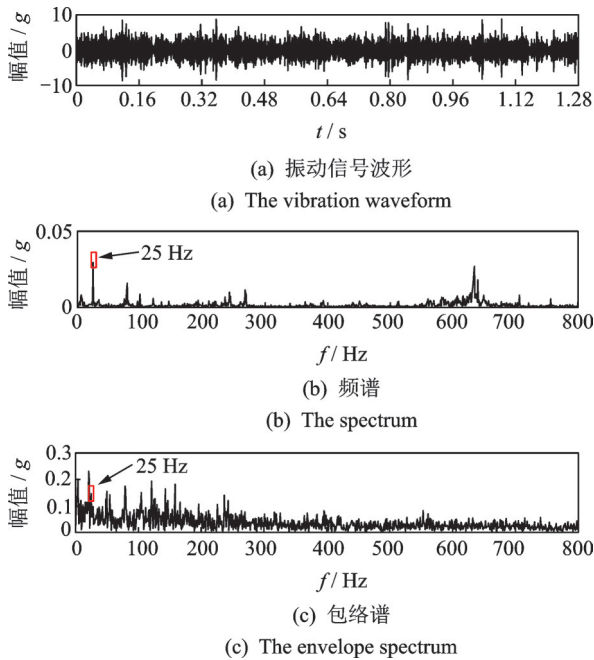 10
0
−10
幅值 / g
0 0.16 0.32 0.48 0.64 0.80 0.96 1.12 1.28
t / s
(a) 振动信号波形
(a) The vibration waveform
0.05
25 Hz
幅值 / g
0
0 100 200 300 400 500 600 700 800
f / Hz
(b) 频谱
(b) The spectrum
0.3
25 Hz
0.2
幅值 / g
0.1
0
0 100 200 300 400 500 600 700 800
f / Hz
(c) 包络谱
(c) The envelope spectrum